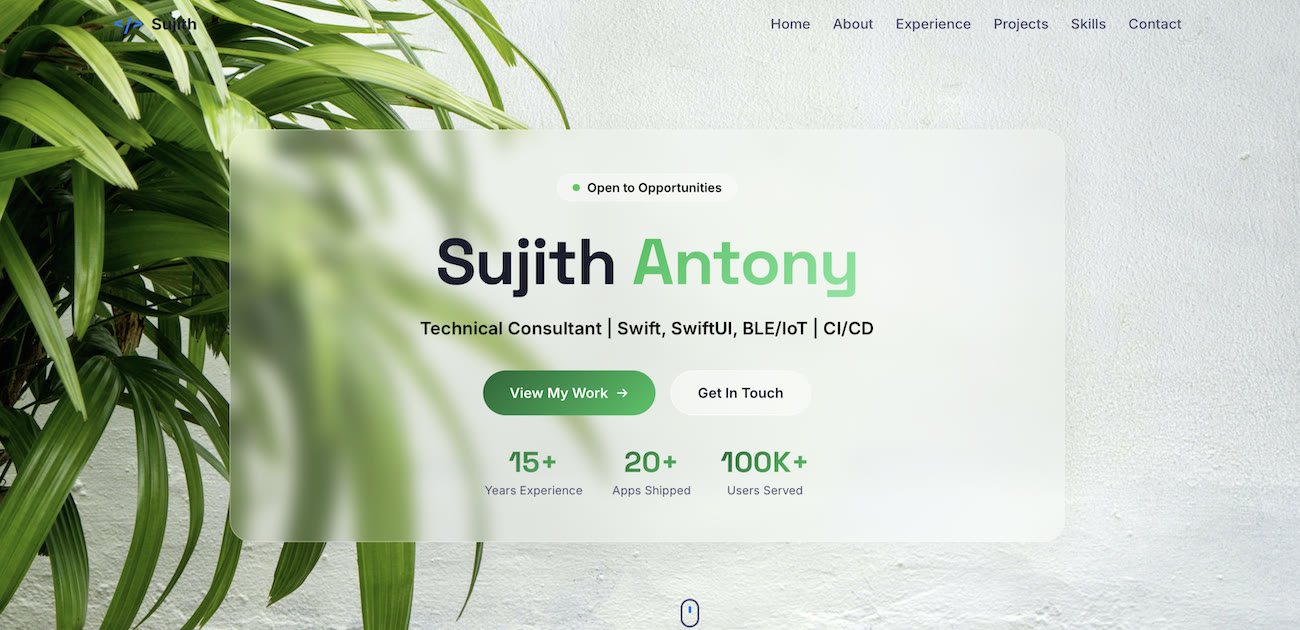 </> Sujith
Home About Experience Projects Skills Contact
Open to Opportunities
Sujith Antony
Technical Consultant | Swift, SwiftUI, BLE/IoT | CI/CD
View My Work →
Get In Touch
15+ 20+ 100K+
Years Experience Apps Shipped Users Served